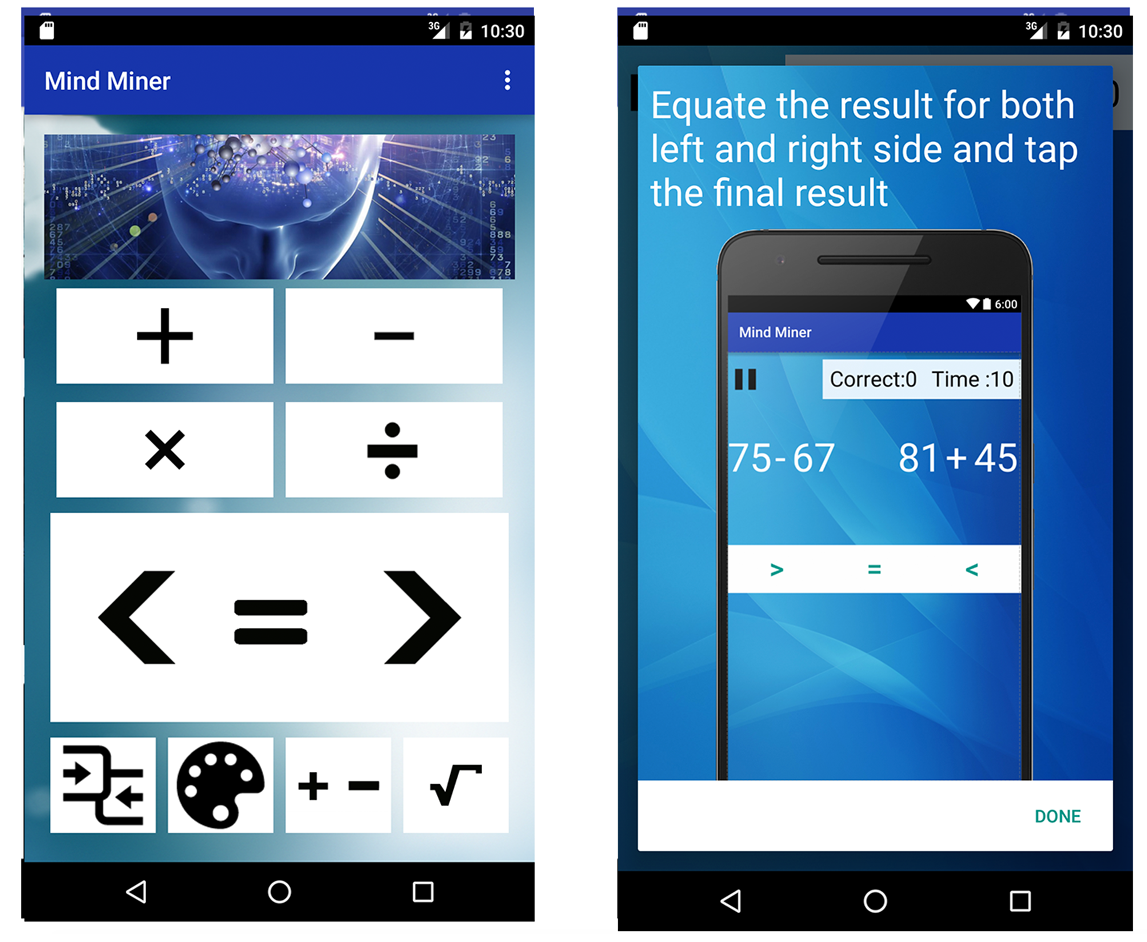 3G 10:30
Mind Miner
+ −
× ÷
< = >
+ − √
3G 10:30
Equate the result for both
left and right side and tap
the final result
6:00
Mind Miner
Correct:0 Time :10
75-67 81+45
> = <
DONE